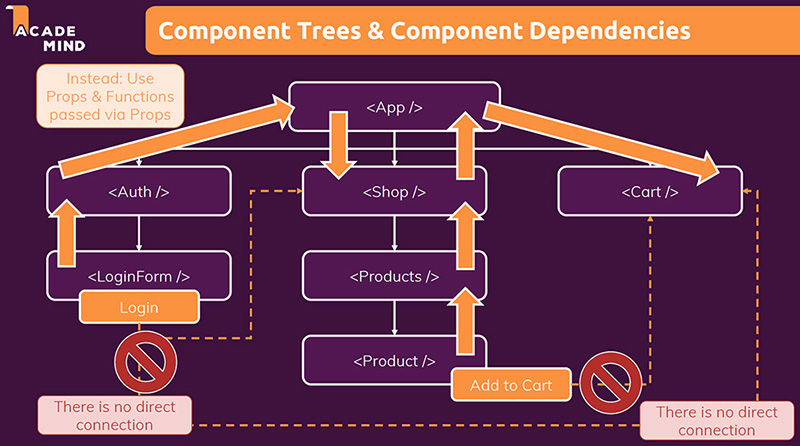 ACADE
MIND
Component Trees & Component Dependencies
Instead: Use
Props & Functions
passed via Props
<App />
<Auth />
<Shop />
<Cart />
<LoginForm />
<Products />
Login
<Product />
Add to Cart
There is no direct
connection
There is no direct
connection